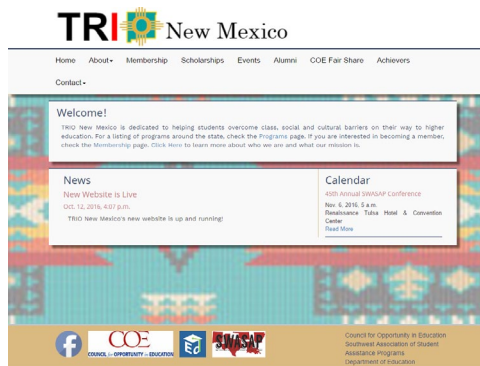 TRIO New Mexico
Home About Membership Scholarships Events Alumni COE Fair Share Achievers
Contact
Welcome!
TRIO New Mexico is dedicated to helping students overcome class, social and cultural barriers on their way to higher
education. For a listing of programs around the state, check the Programs page. If you are interested in becoming a member,
check the Membership page. Click Here to learn more about who we are and what our mission is.
News
New Website is Live
Oct. 12, 2016, 4:07 p.m.
TRIO New Mexico's new website is up and running!
Calendar
45th Annual SWASAP Conference
Nov. 6, 2016, 5 a.m.
Renaissance Tulsa Hotel & Convention
Center
Read More
f
COE
COUNCIL for OPPORTUNITY in EDUCATION
ED
SWASAP
Council for Opportunity in Education
Southwest Association of Student
Assistance Programs
Department of Education